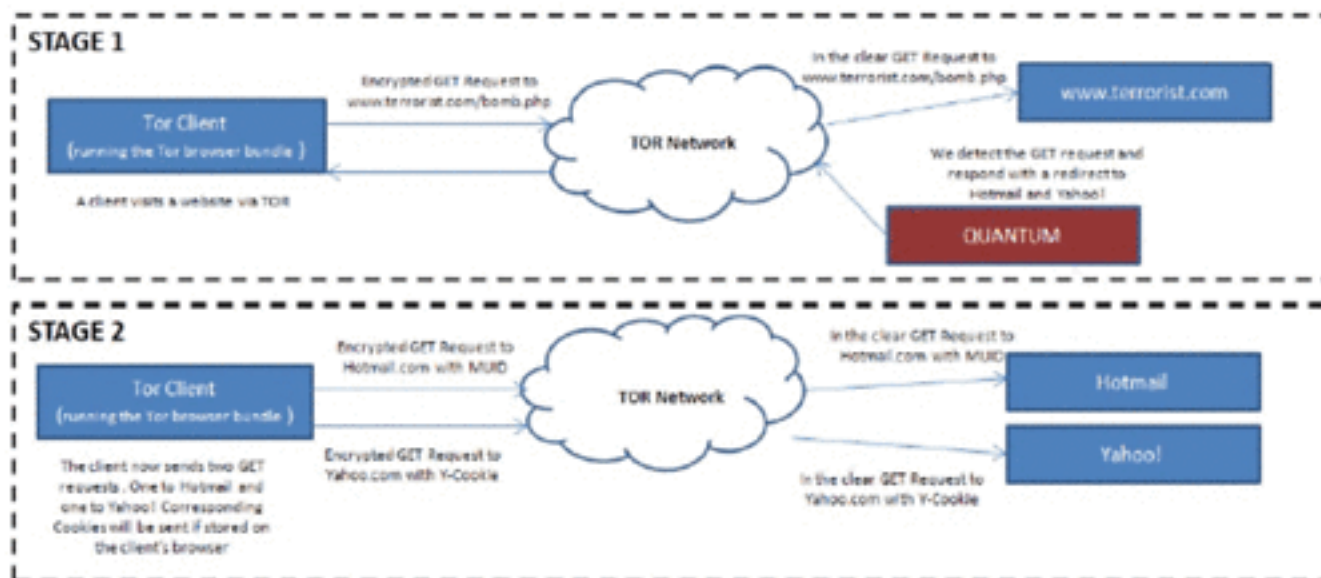 STAGE 1
Encrypted GET Request to
www.terrorist.com/bomb.php
In the clear GET Request to
www.terrorist.com/bomb.php
Tor Client
(running the Tor browser bundle )
TOR Network
www.terrorist.com
A client visits a website via TOR
We detect the GET request and
respond with a redirect to
Hotmail and Yahoo!
QUANTUM
STAGE 2
Encrypted GET Request to
Hotmail.com with MUID
In the clear GET Request to
Hotmail.com with MUID
Tor Client
(running the Tor browser bundle )
TOR Network
Hotmail
Yahoo!
Encrypted GET Request to
Yahoo.com with Y-Cookie
In the clear GET Request to
Yahoo.com with Y-Cookie
The client now sends two GET
requests. One to Hotmail and
one to Yahoo! Corresponding
Cookies will be sent if stored on
the client's browser